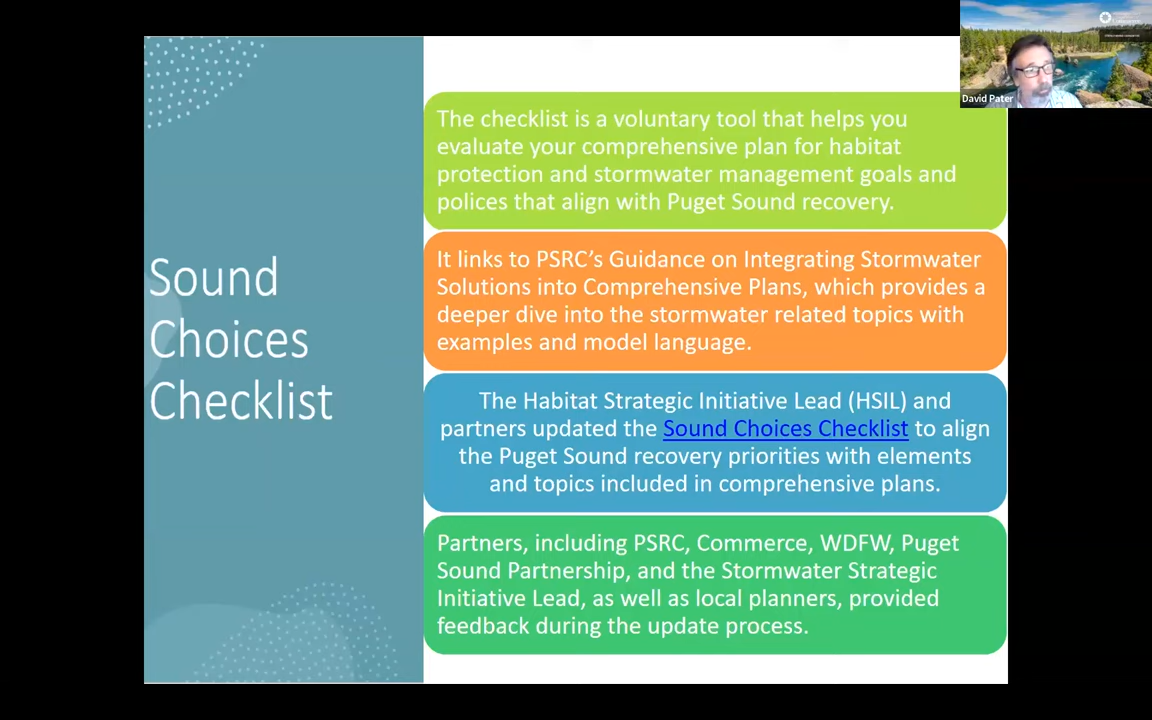 Sound
Choices
Checklist
The checklist is a voluntary tool that helps you
evaluate your comprehensive plan for habitat
protection and stormwater management goals and
polices that align with Puget Sound recovery.
It links to PSRC’s Guidance on Integrating Stormwater
Solutions into Comprehensive Plans, which provides a
deeper dive into the stormwater related topics with
examples and model language.
The Habitat Strategic Initiative Lead (HSIL) and
partners updated the Sound Choices Checklist to align
the Puget Sound recovery priorities with elements
and topics included in comprehensive plans.
Partners, including PSRC, Commerce, WDFW, Puget
Sound Partnership, and the Stormwater Strategic
Initiative Lead, as well as local planners, provided
feedback during the update process.
David Pater